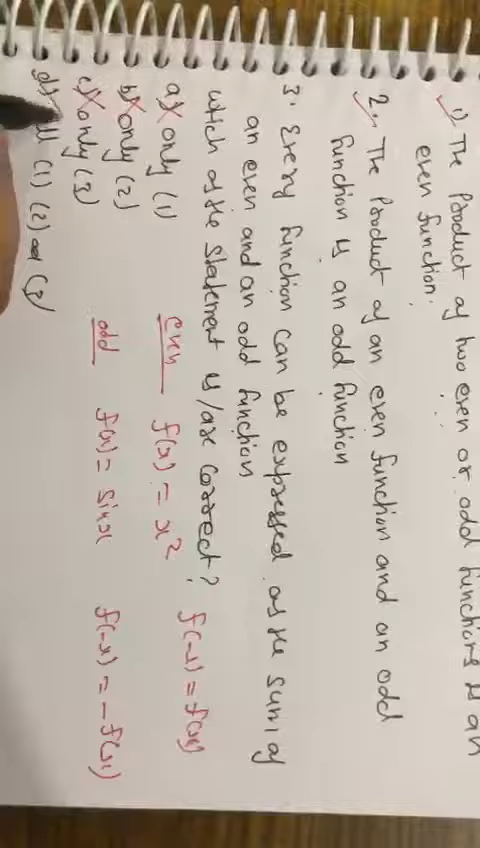 1) The Product of two even or odd functions is an
even function.
2. The Product of an even function and an odd
function is an odd function
3. Every function can be expressed as the sum of
an even and an odd function
which of the statement is/are correct?
a) only (1)
b) only (2)
c) only (3)
d) all (1) (2) and (3)
even f(x) = x² f(-x) = f(x)
odd f(x) = sinx f(-x) = -f(x)